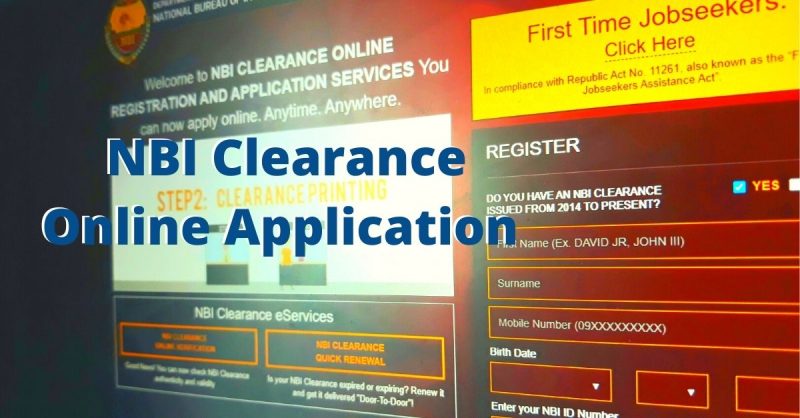 DEPARTMENT
NATIONAL BUREAU OF
NBI
Welcome to NBI CLEARANCE ONLINE
REGISTRATION AND APPLICATION SERVICES You
can now apply online. Anytime. Anywhere.
STEP2: CLEARANCE PRINTING
NBI Clearance
Online Application
NBI Clearance eServices
NBI CLEARANCE
ONLINE VERIFICATION
Good News! You can now check NBI Clearance
authenticity and validity
NBI CLEARANCE
QUICK RENEWAL
Is your NBI Clearance expired or expiring? Renew it
and get it delivered "Door-To-Door"!
First Time Jobseekers.
Click Here
In compliance with Republic Act No. 11261, also known as the "F
Jobseekers Assistance Act".
REGISTER
DO YOU HAVE AN NBI CLEARANCE
ISSUED FROM 2014 TO PRESENT?
YES
First Name (Ex. DAVID JR, JOHN III)
Surname
Mobile Number (09XXXXXXXXX)
Birth Date
Enter your NBI ID Number